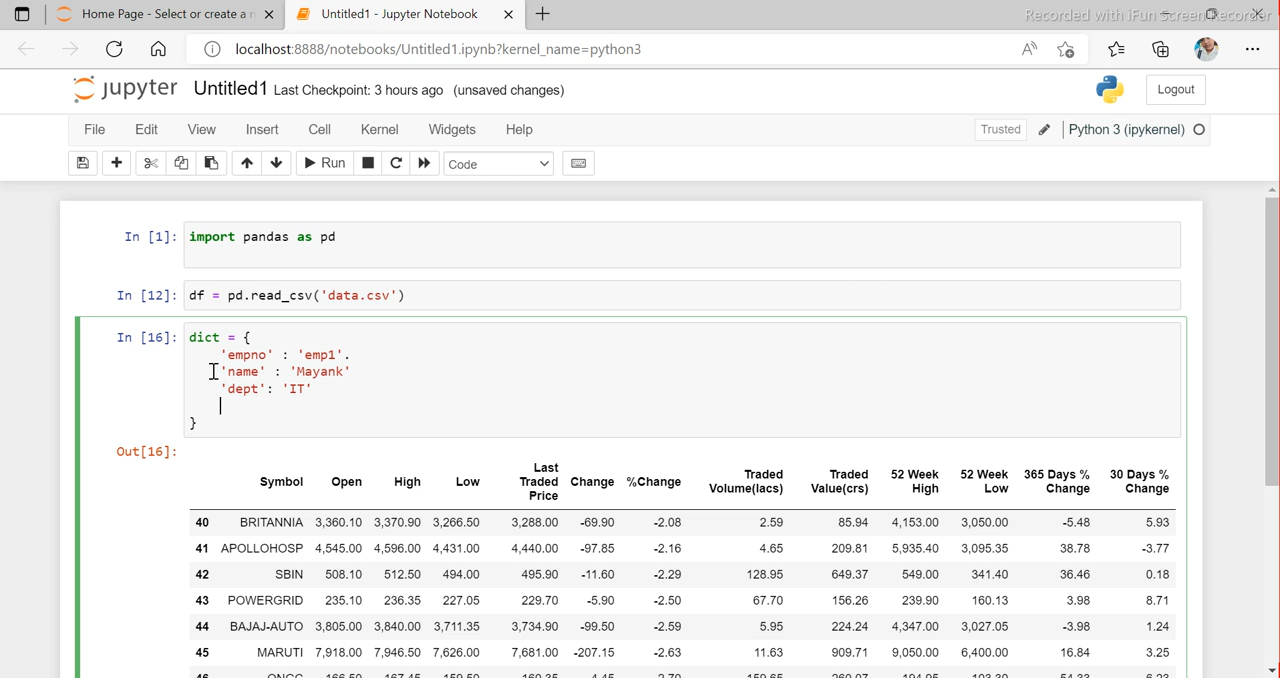 Home Page - Select or create a n
Untitled1 - Jupyter Notebook
Recorded with iFun Screen Recorder
localhost:8888/notebooks/Untitled1.ipynb?kernel_name=python3
jupyter Untitled1 Last Checkpoint: 3 hours ago (unsaved changes)
Logout
File Edit View Insert Cell Kernel Widgets Help
Trusted Python 3 (ipykernel)
Run Code
In [1]: import pandas as pd
In [12]: df = pd.read_csv('data.csv')
In [16]: dict = {
'empno' : 'emp1'.
'name' : 'Mayank'
'dept': 'IT'
}
Out[16]:
Symbol Open High Low Last Traded Price Change %Change Traded Volume(lacs) Traded Value(crs) 52 Week High 52 Week Low 365 Days % Change 30 Days % Change
40 BRITANNIA 3,360.10 3,370.90 3,266.50 3,288.00 -69.90 -2.08 2.59 85.94 4,153.00 3,050.00 -5.48 5.93
41 APOLLOHOSP 4,545.00 4,596.00 4,431.00 4,440.00 -97.85 -2.16 4.65 209.81 5,935.40 3,095.35 38.78 -3.77
42 SBIN 508.10 512.50 494.00 495.90 -11.60 -2.29 128.95 649.37 549.00 341.40 36.46 0.18
43 POWERGRID 235.10 236.35 227.05 229.70 -5.90 -2.50 67.70 156.26 239.90 160.13 3.98 8.71
44 BAJAJ-AUTO 3,805.00 3,840.00 3,711.35 3,734.90 -99.50 -2.59 5.95 224.24 4,347.00 3,027.05 -3.98 1.24
45 MARUTI 7,918.00 7,946.50 7,626.00 7,681.00 -207.15 -2.63 11.63 909.71 9,050.00 6,400.00 16.84 3.25